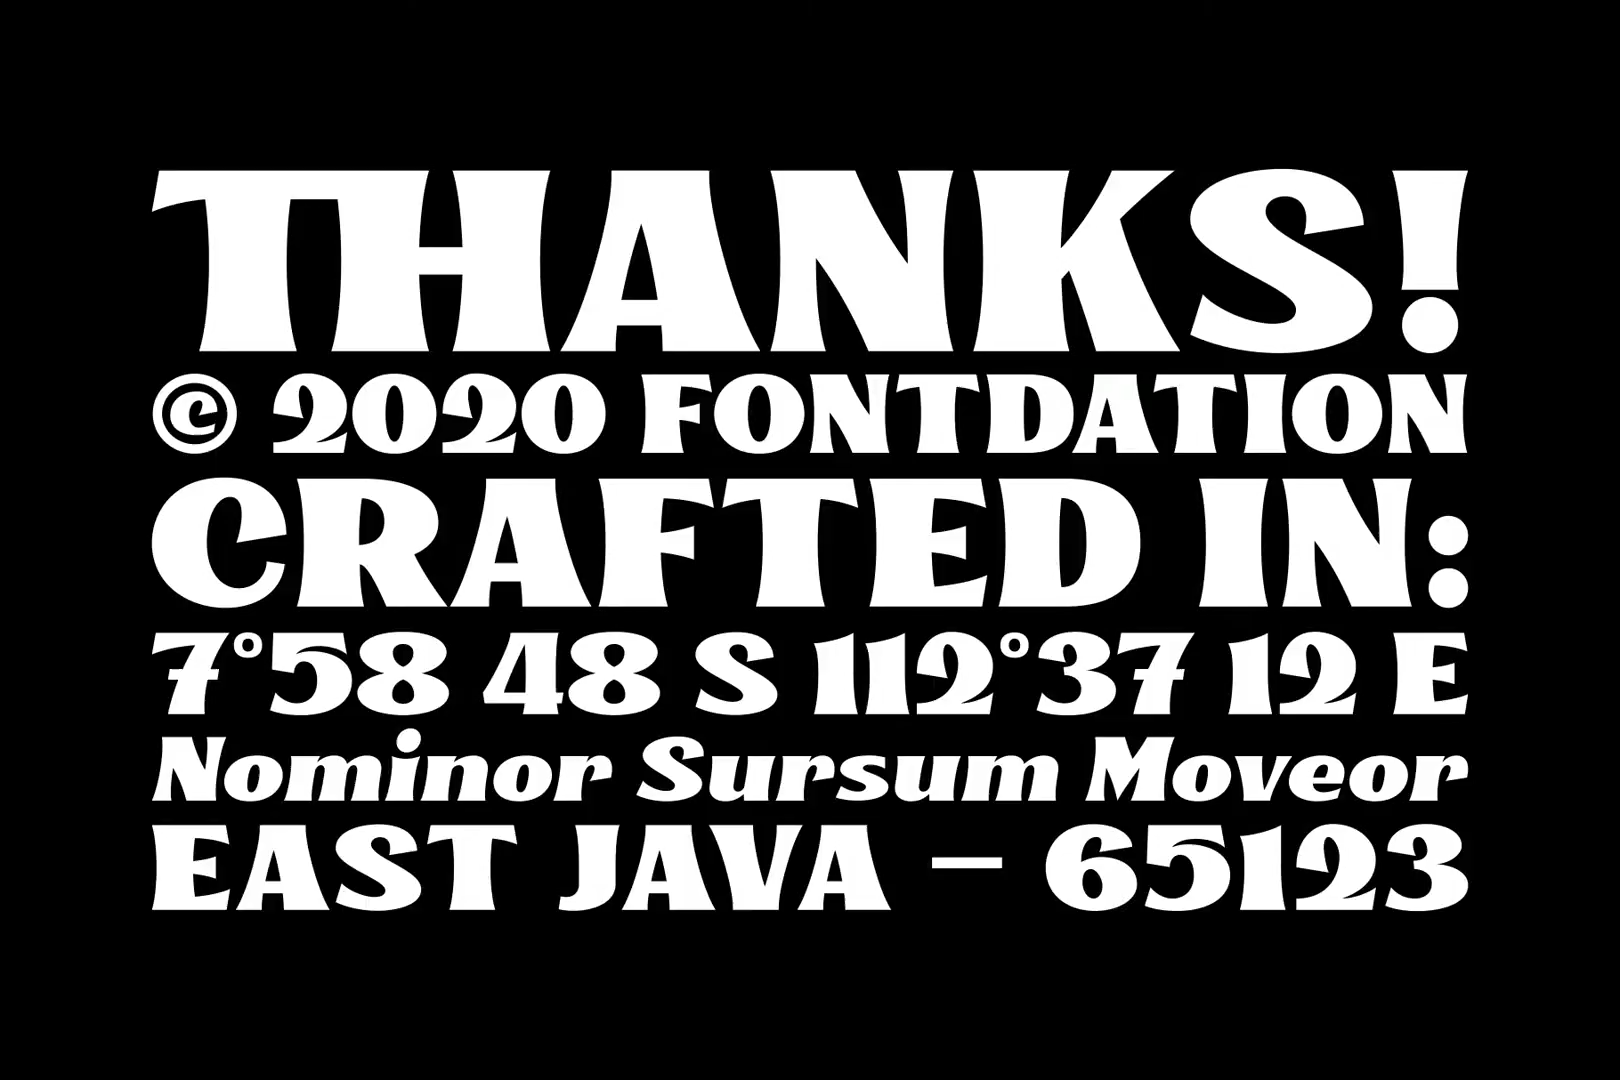 THANKS!
© 2020 FONTDATION
CRAFTED IN:
7°58 48 S 112°37 12 E
Nominor Sursum Moveor
EAST JAVA – 65123